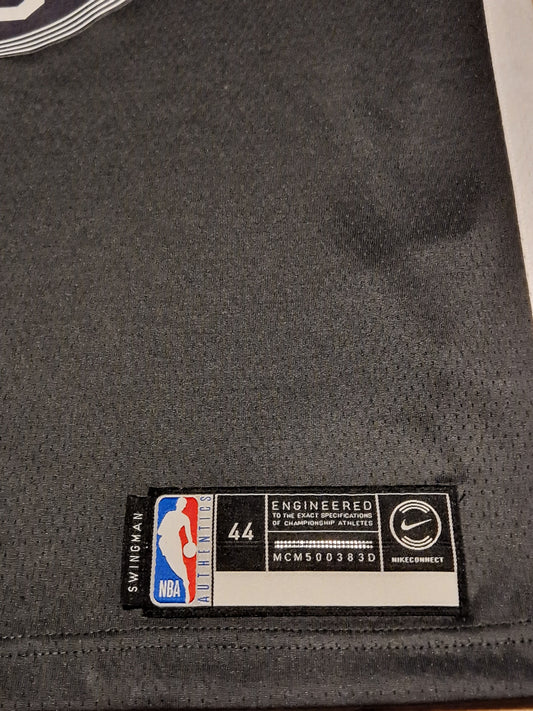 SWINGMAN
NBA
AUTHENTICS
44
ENGINEERED
TO THE EXACT SPECIFICATIONS
OF CHAMPIONSHIP ATHLETES
MCM500383D
NIKECONNECT